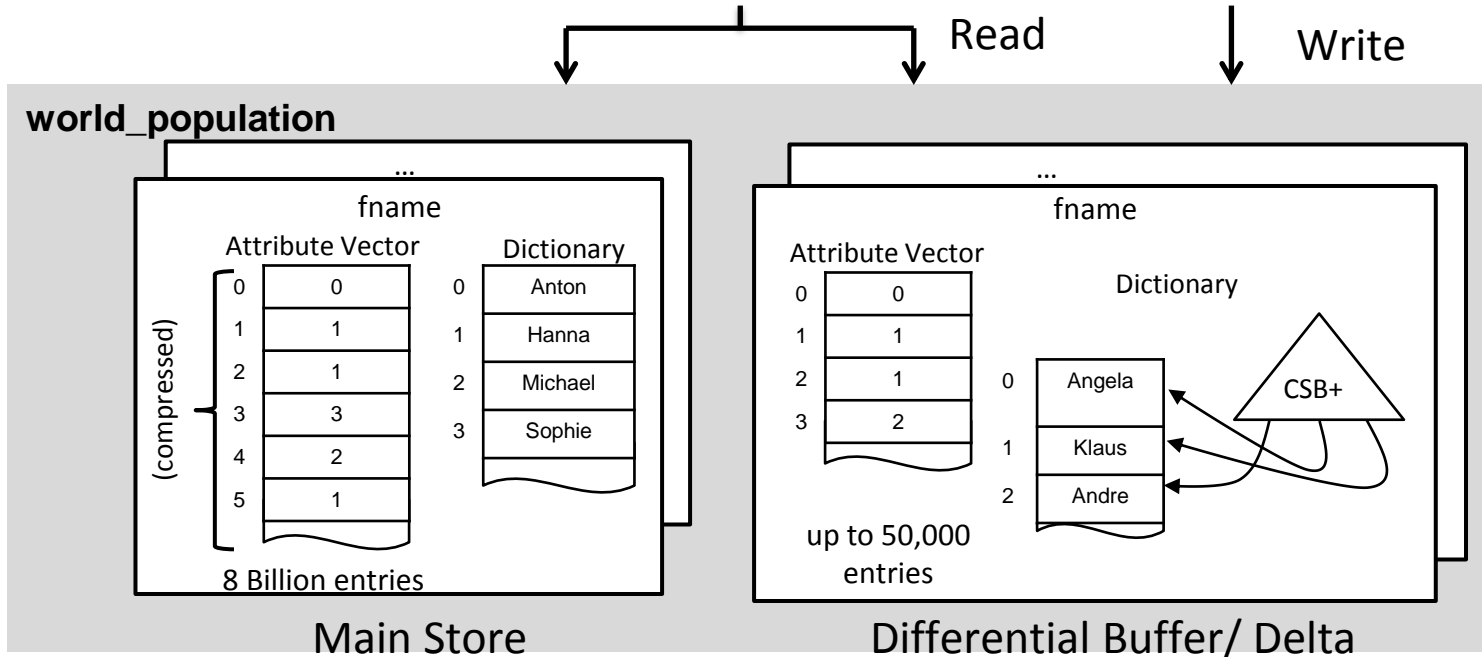 Read
Write
world_population
...
fname
Attribute Vector
Dictionary
(compressed)
0 0
1 1
2 1
3 3
4 2
5 1
0 Anton
1 Hanna
2 Michael
3 Sophie
8 Billion entries
Main Store
...
fname
Attribute Vector
0 0
1 1
2 1
3 2
up to 50,000
entries
Dictionary
0 Angela
1 Klaus
2 Andre
CSB+
Differential Buffer/ Delta